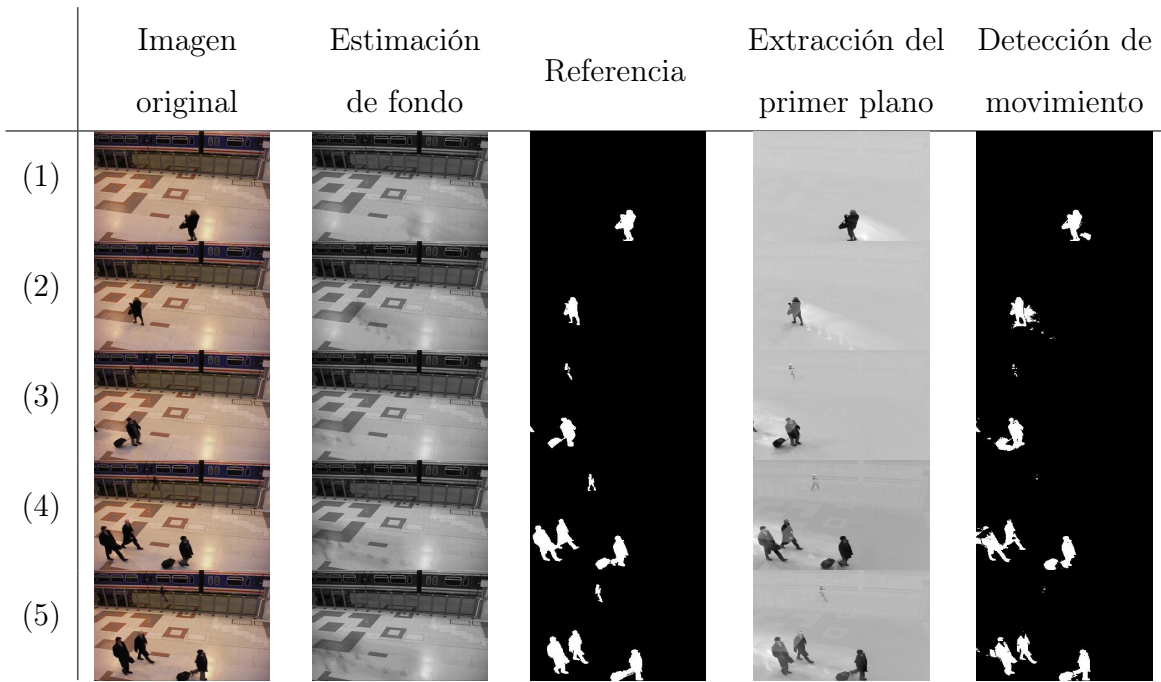 Imagen original
Estimación de fondo
Referencia
Extracción del primer plano
Detección de movimiento
(1)
(2)
(3)
(4)
(5)